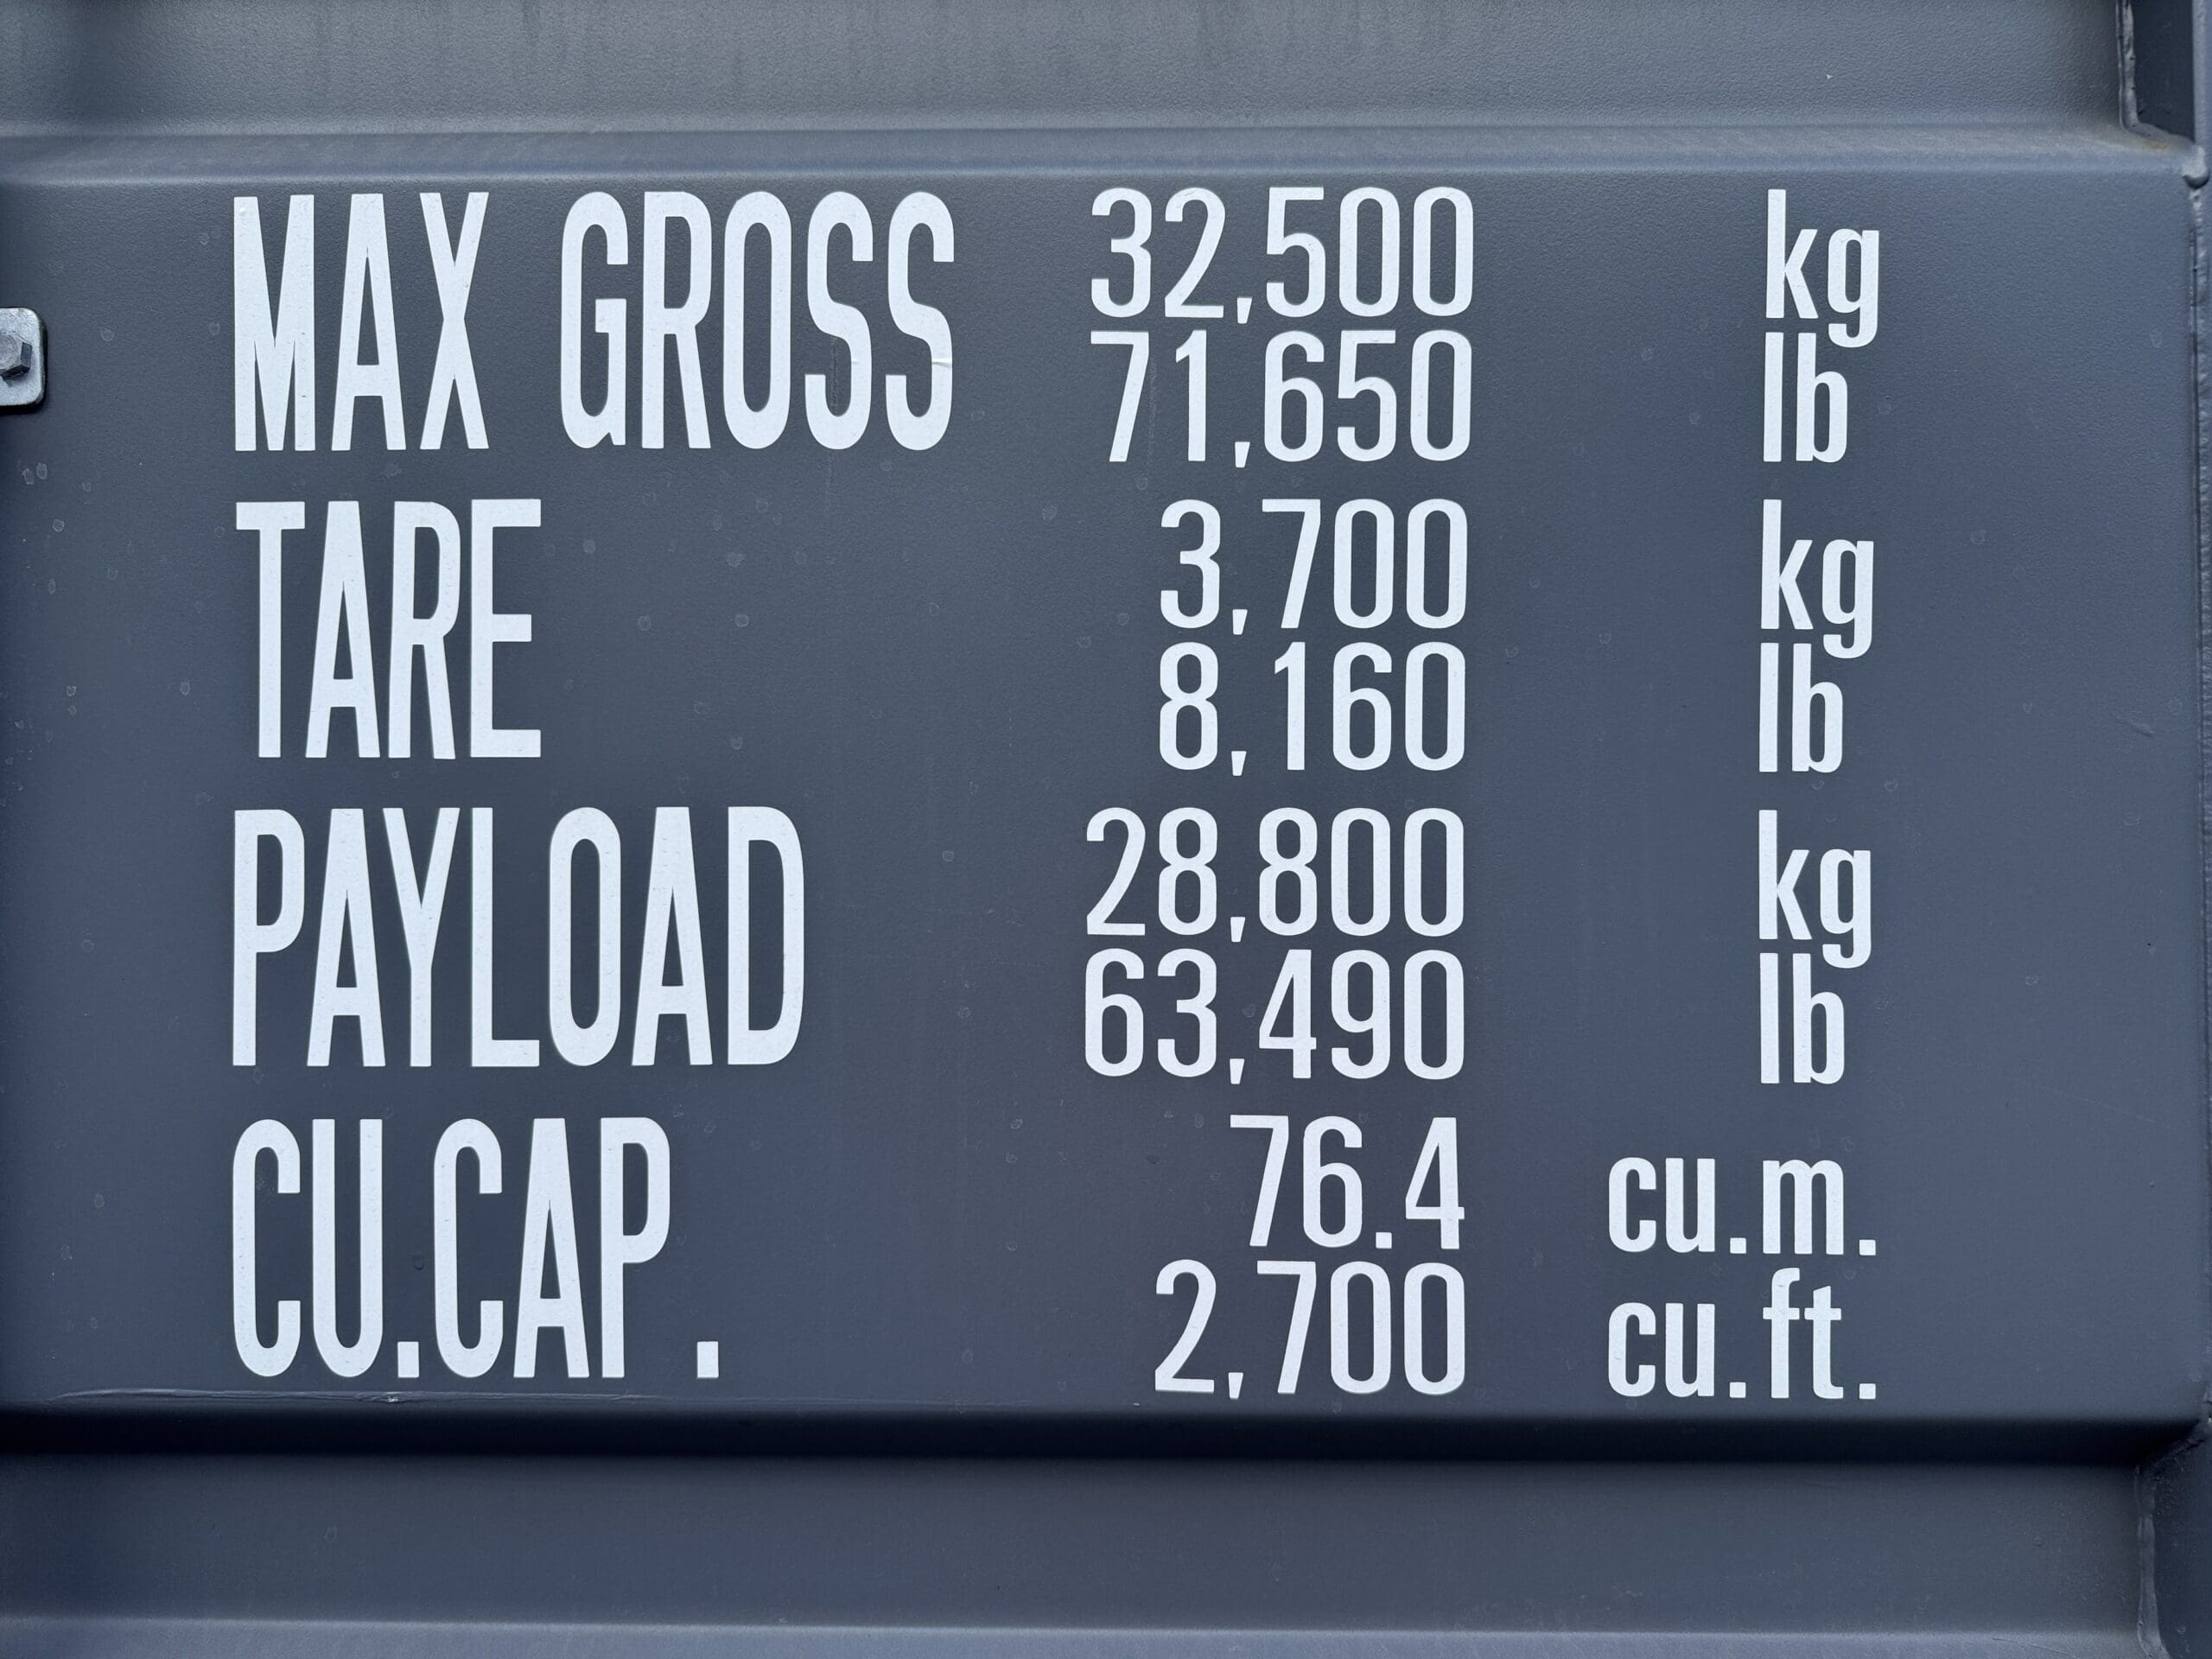 MAX GROSS 32,500 kg
71,650 lb
TARE 3,700 kg
8,160 lb
PAYLOAD 28,800 kg
63,490 lb
CU.CAP. 76.4 cu.m.
2,700 cu.ft.